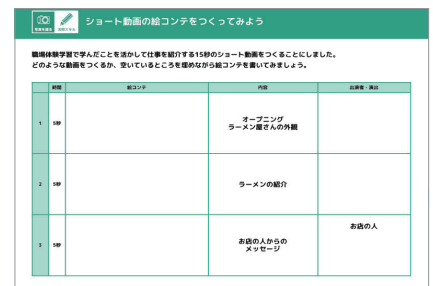 ショート動画の絵コンテをつくってみよう
職場体験学習で学んだことを活かして仕事を紹介する15秒のショート動画をつくることにしました。
どのような動画をつくるか、空いているところを埋めながら絵コンテを書いてみましょう。
時間 絵コンテ 内容 出演者・演出
1 5秒 オープニング
ラーメン屋さんの外観
2 5秒 ラーメンの紹介
3 5秒 お店の人からの
メッセージ
お店の人